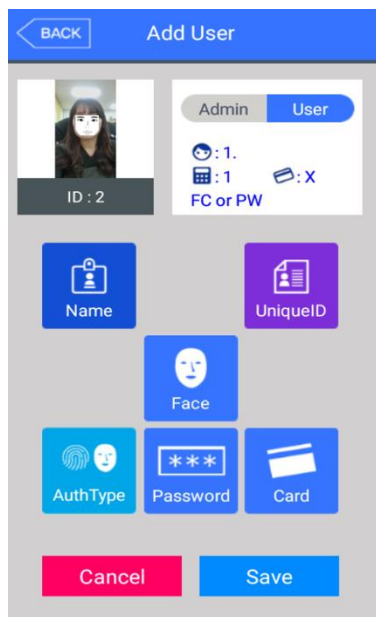 BACK Add User
Admin User
: 1.
: 1 : X
FC or PW
ID : 2
Name UniqueID
Face
AuthType Password Card
***
Cancel Save